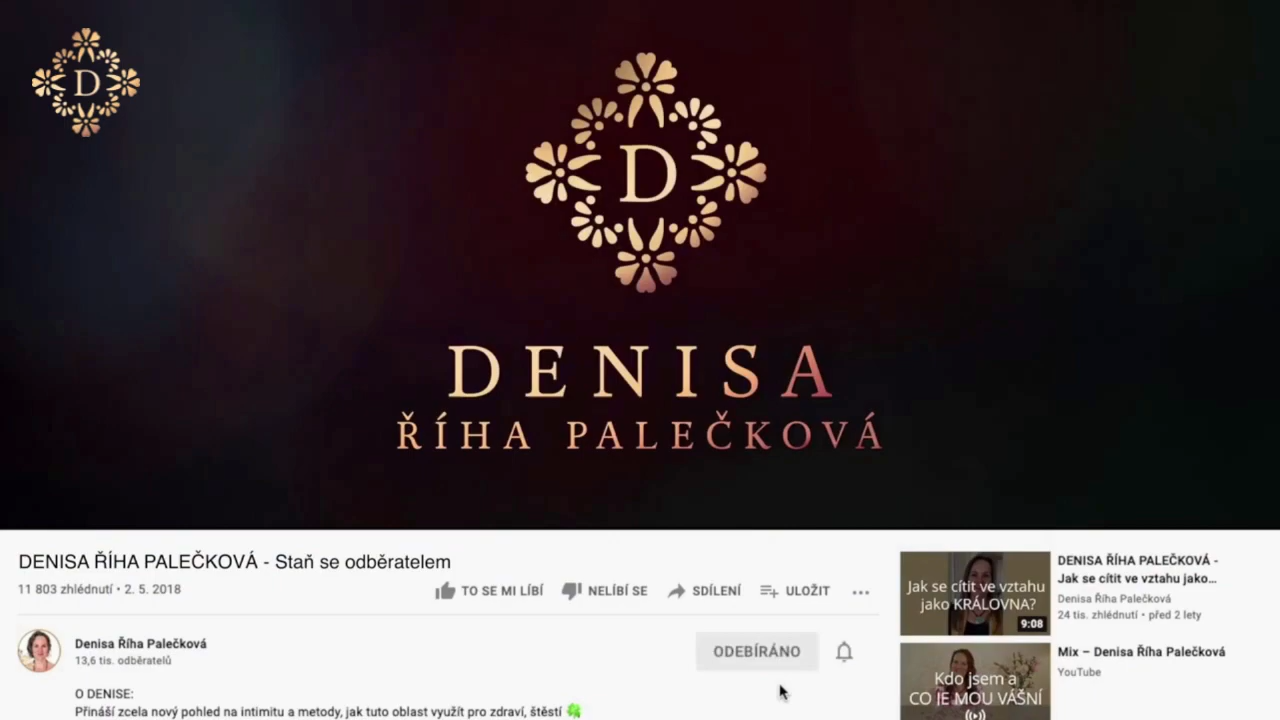 D
D
DENISA
ŘÍHA PALEČKOVÁ
DENISA ŘÍHA PALEČKOVÁ - Staň se odběratelem
11 803 zhlédnutí • 2. 5. 2018
TO SE MI LÍBÍ
NELÍBÍ SE
SDÍLENÍ
ULOŽIT
Denisa Říha Palečková
13,6 tis. odběratelů
ODEBÍRÁNO
O DENISE:
Přináší zcela nový pohled na intimitu a metody, jak tuto oblast využít pro zdraví, štěstí 🍀
Jak se cítit ve vztahu
jako KRÁLOVNA?
9:08
DENISA ŘÍHA PALEČKOVÁ -
Jak se cítit ve vztahu jako...
Denisa Říha Palečková
24 tis. zhlédnutí • před 2 lety
Kdo jsem a
CO JE MOU VÁŠNÍ
Mix – Denisa Říha Palečková
YouTube